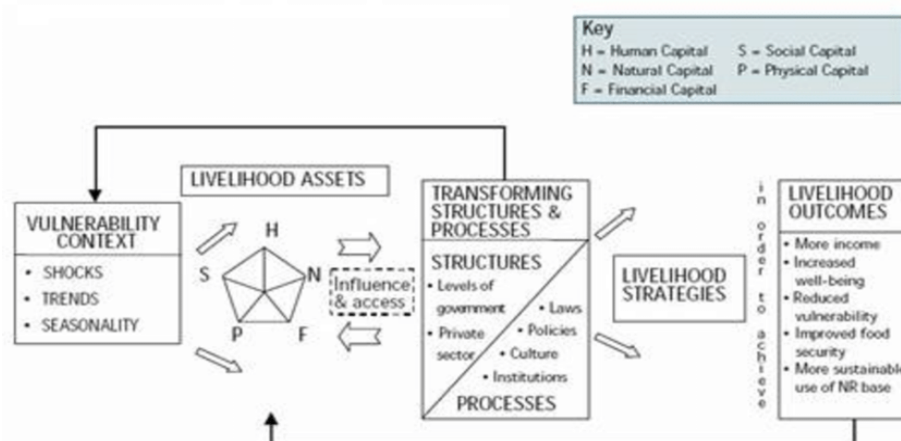 Key
H = Human Capital S = Social Capital
N = Natural Capital P = Physical Capital
F = Financial Capital
LIVELIHOOD ASSETS
VULNERABILITY
CONTEXT
• SHOCKS
• TRENDS
• SEASONALITY
H
S
N
P
F
Influence
& access
TRANSFORMING
STRUCTURES &
PROCESSES
STRUCTURES
• Levels of
government
• Private
sector
• Laws
• Policies
• Culture
• Institutions
PROCESSES
LIVELIHOOD
STRATEGIES
in order to achieve
LIVELIHOOD
OUTCOMES
• More income
• Increased
well-being
• Reduced
vulnerability
• Improved food
security
• More sustainable
use of NR base